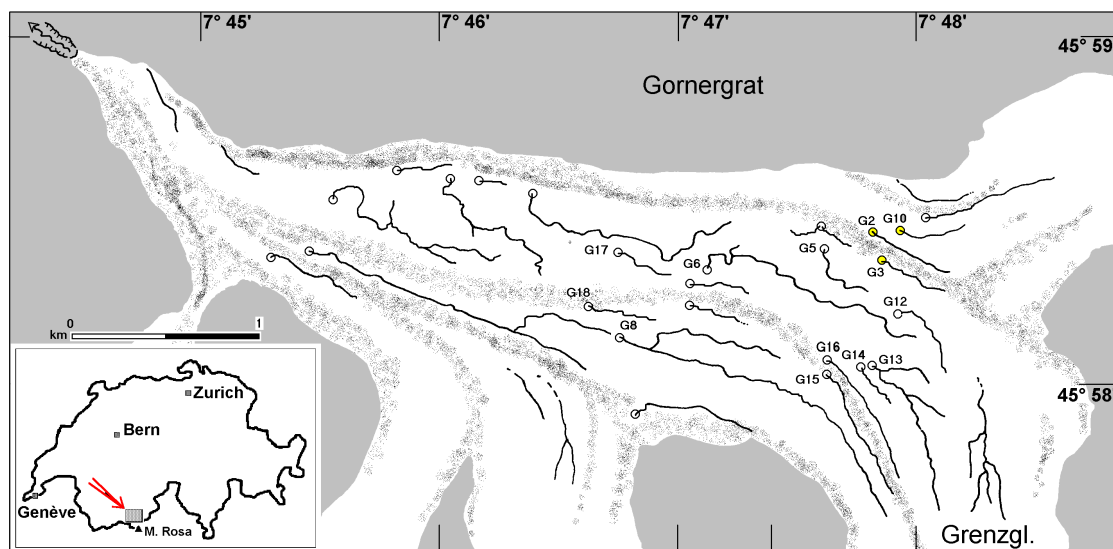 7° 45'
7° 46'
7° 47'
7° 48'
45° 59'
Gornergrat
G2
G10
G17
G6
G5
G3
G18
G12
G8
0
1
km
G16
G14
G13
G15
45° 58'
Zurich
Bern
Genève
M. Rosa
Grenzgl.